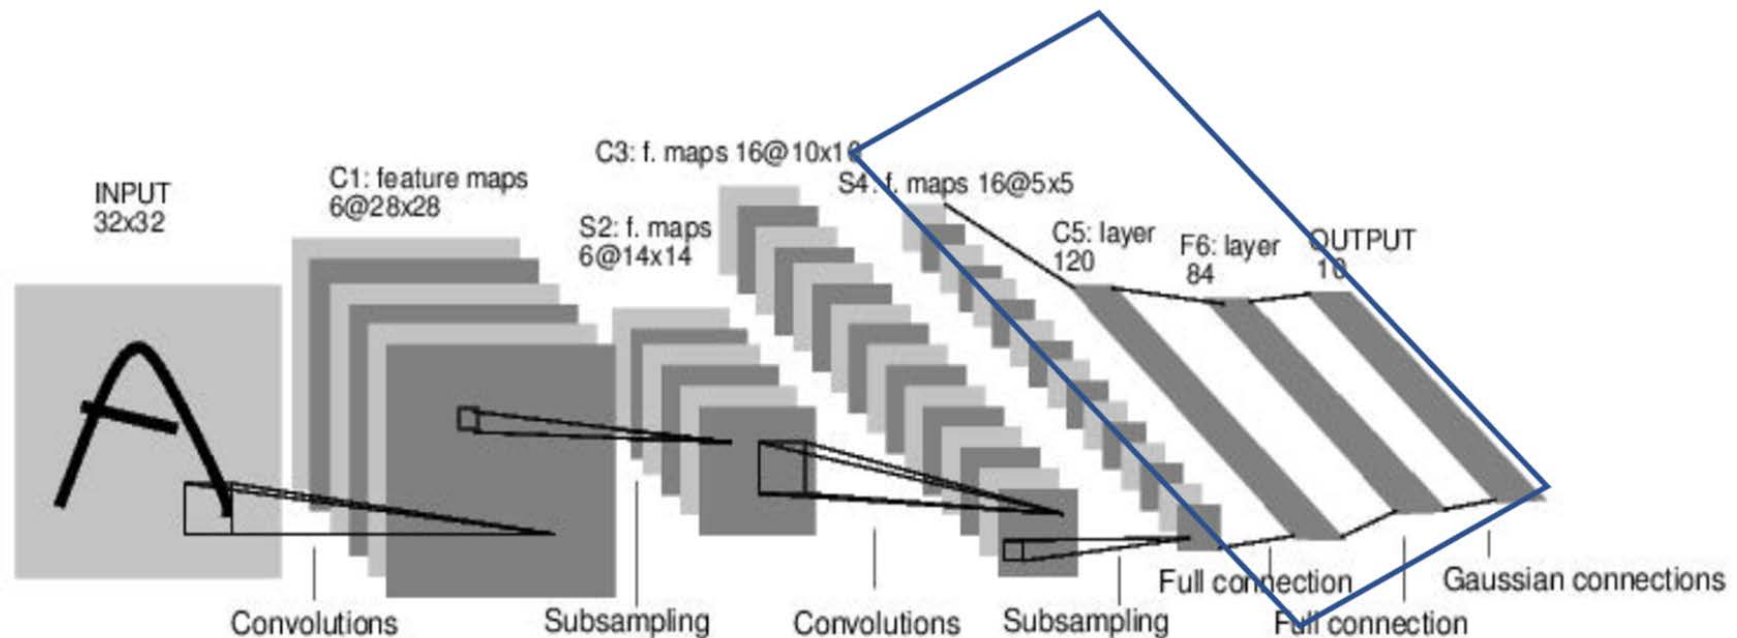 INPUT
32x32
C1: feature maps
6@28x28
S2: f. maps
6@14x14
C3: f. maps 16@10x10
S4: f. maps 16@5x5
C5: layer
120
F6: layer
84
OUTPUT
10
Convolutions
Subsampling
Convolutions
Subsampling
Full connection
Full connection
Gaussian connections